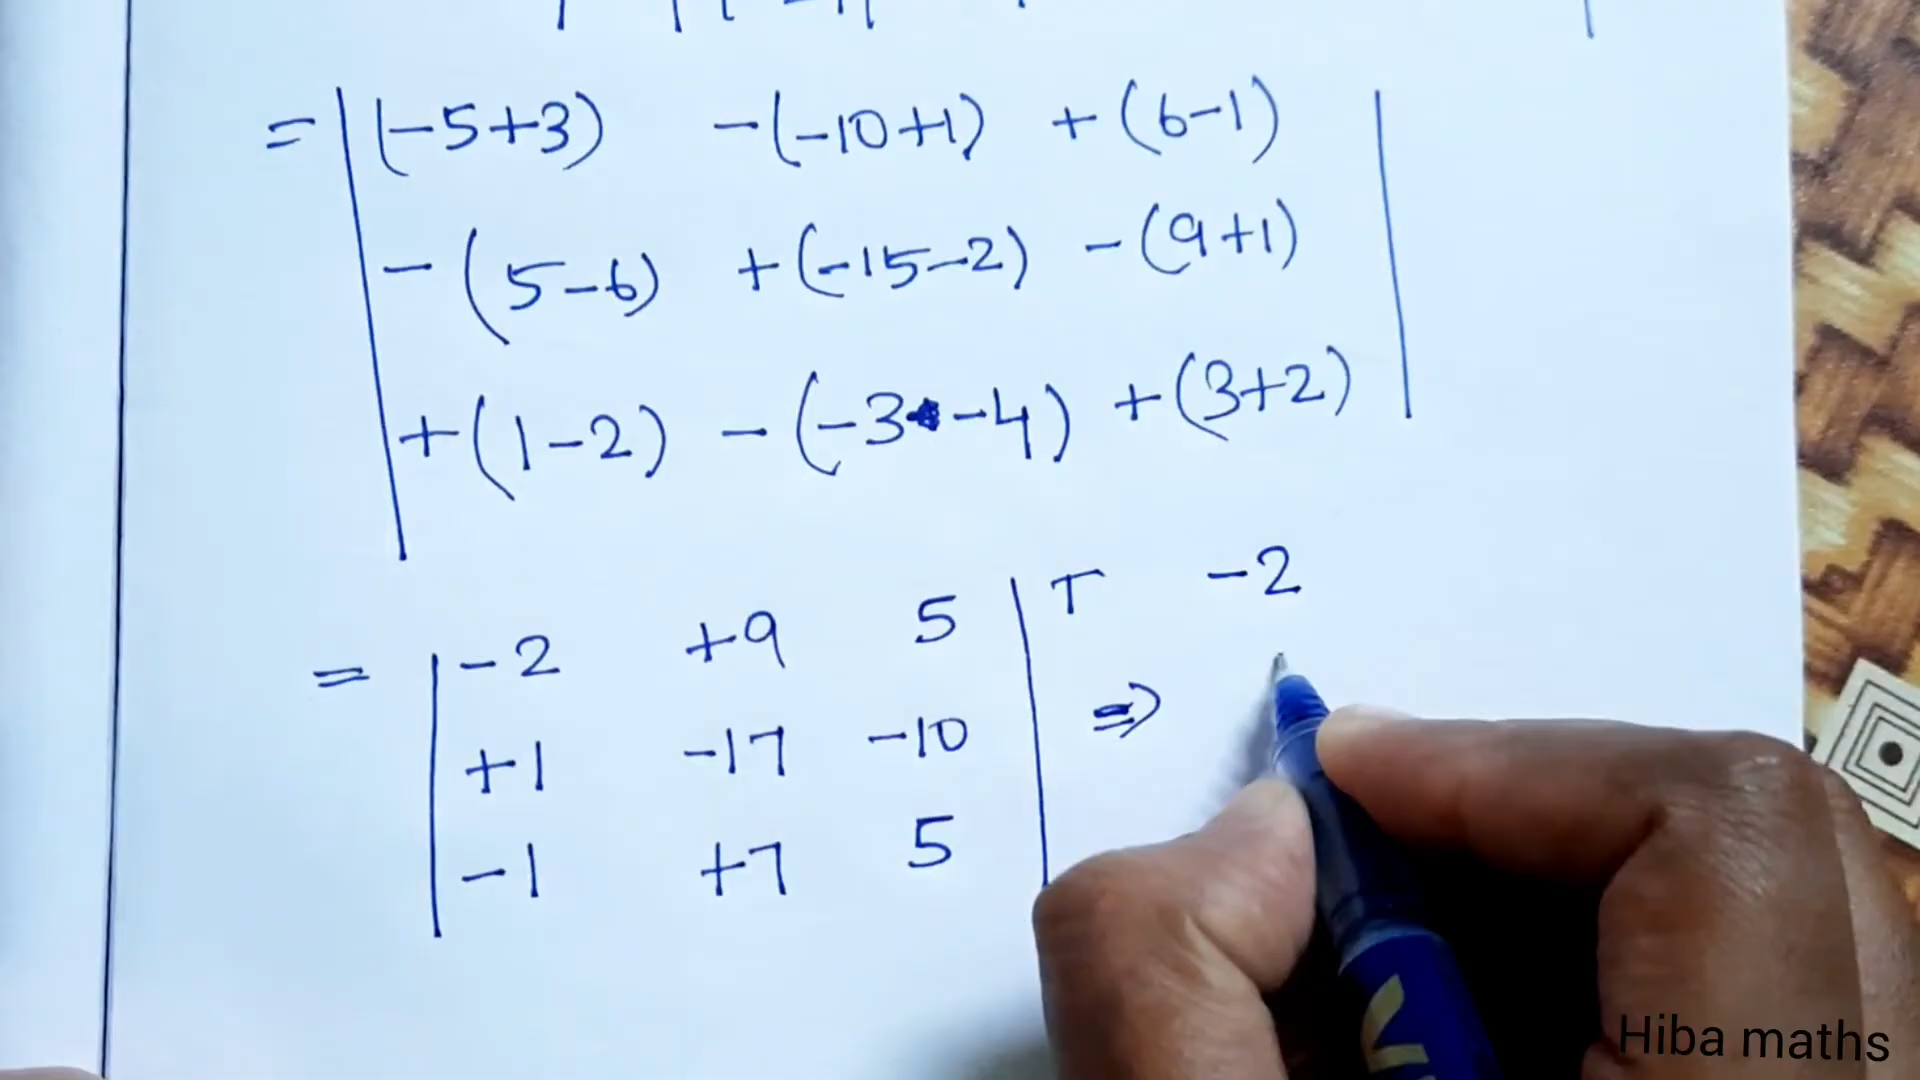 = | (-5+3) -(-10+1) +(6-1) |
-(5-6) +(-15-2) -(9+1)
+(1-2) -(-3 -4) +(3+2)
= | -2 +9 5 | T -2
+1 -17 -10 ⇒
-1 +7 5
Hiba maths